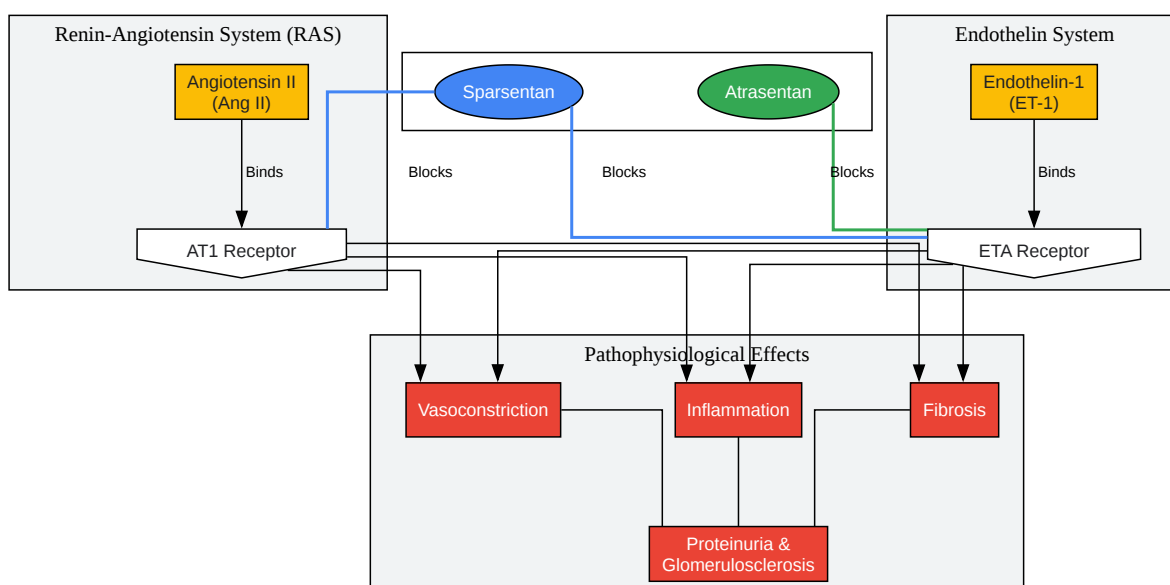 Renin-Angiotensin System (RAS)
Endothelin System
Angiotensin II
(Ang II)
Sparsentan
Atrasentan
Endothelin-1
(ET-1)
Binds
Blocks
Blocks
Blocks
Binds
AT1 Receptor
ETA Receptor
Pathophysiological Effects
Vasoconstriction
Inflammation
Fibrosis
Proteinuria &
Glomerulosclerosis